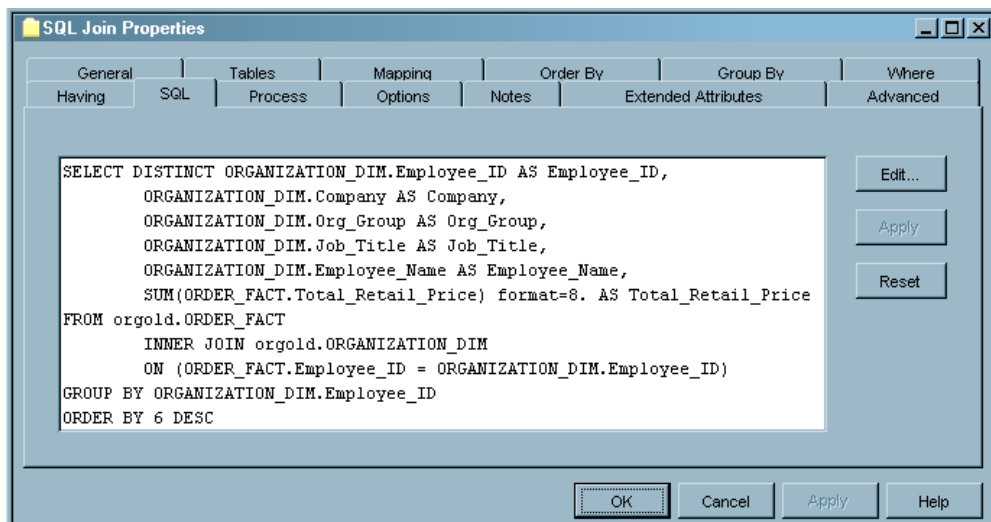 SQL Join Properties
General Tables Mapping Order By Group By Where
Having SQL Process Options Notes Extended Attributes Advanced
SELECT DISTINCT ORGANIZATION_DIM.Employee_ID AS Employee_ID,
ORGANIZATION_DIM.Company AS Company,
ORGANIZATION_DIM.Org_Group AS Org_Group,
ORGANIZATION_DIM.Job_Title AS Job_Title,
ORGANIZATION_DIM.Employee_Name AS Employee_Name,
SUM(ORDER_FACT.Total_Retail_Price) format=8. AS Total_Retail_Price
FROM orgold.ORDER_FACT
INNER JOIN orgold.ORGANIZATION_DIM
ON (ORDER_FACT.Employee_ID = ORGANIZATION_DIM.Employee_ID)
GROUP BY ORGANIZATION_DIM.Employee_ID
ORDER BY 6 DESC
Edit...
Apply
Reset
OK Cancel Apply Help